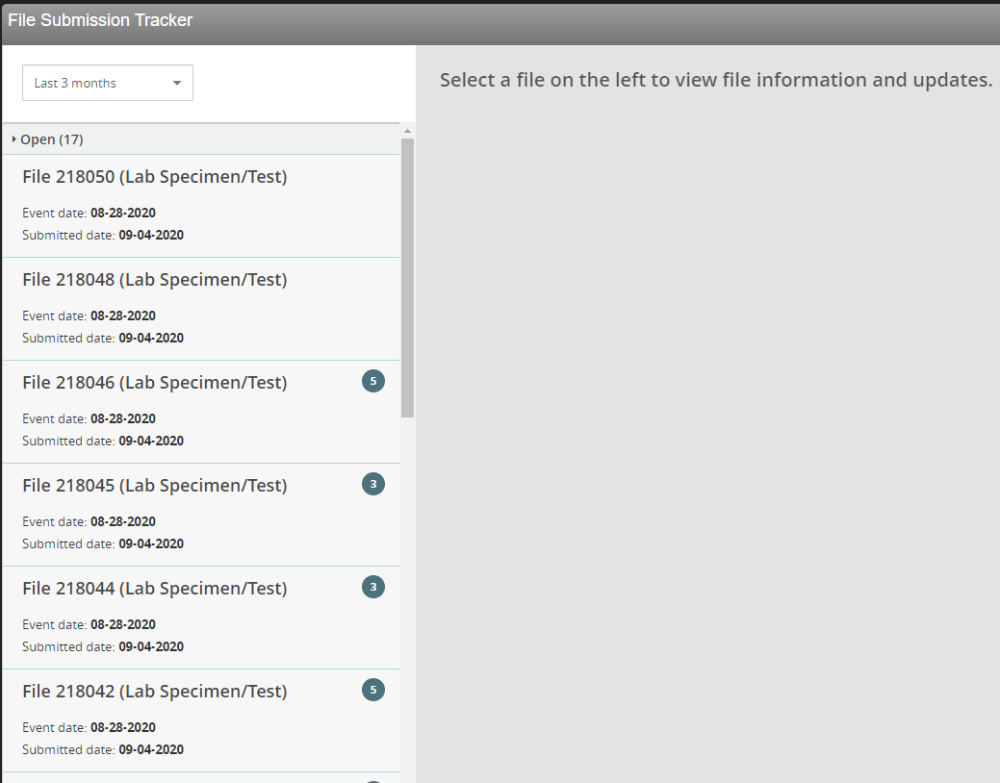 File Submission Tracker
Last 3 months
Select a file on the left to view file information and updates.
Open (17)
File 218050 (Lab Specimen/Test)
Event date: 08-28-2020
Submitted date: 09-04-2020
File 218048 (Lab Specimen/Test)
Event date: 08-28-2020
Submitted date: 09-04-2020
File 218046 (Lab Specimen/Test) 5
Event date: 08-28-2020
Submitted date: 09-04-2020
File 218045 (Lab Specimen/Test) 3
Event date: 08-28-2020
Submitted date: 09-04-2020
File 218044 (Lab Specimen/Test) 3
Event date: 08-28-2020
Submitted date: 09-04-2020
File 218042 (Lab Specimen/Test) 5
Event date: 08-28-2020
Submitted date: 09-04-2020